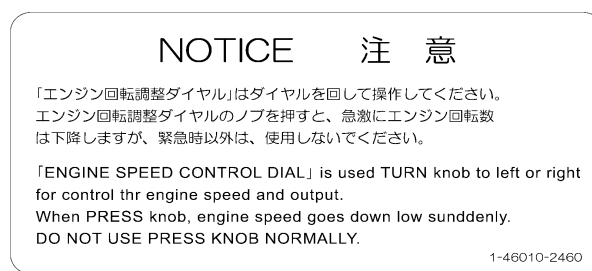 NOTICE 注 意
「エンジン回転調整ダイヤル」はダイヤルを回して操作してください。
エンジン回転調整ダイヤルのノブを押すと、急激にエンジン回転数
は下降しますが、緊急時以外は、使用しないでください。
「ENGINE SPEED CONTROL DIAL」 is used TURN knob to left or right
for control thr engine speed and output.
When PRESS knob, engine speed goes down low sunddenly.
DO NOT USE PRESS KNOB NORMALLY.
1-46010-2460